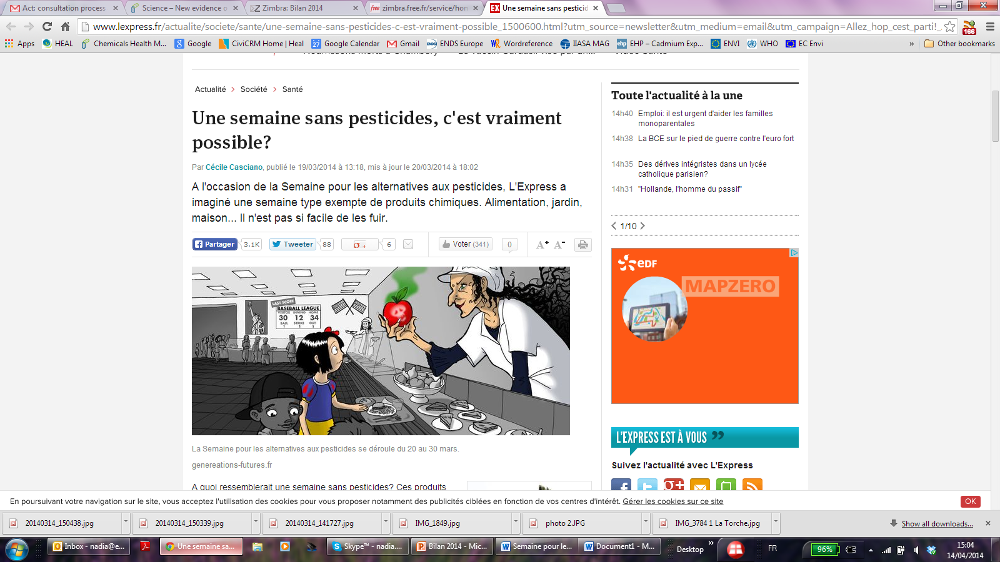 Act: consultation process
Science – New evidence o
Zimbra: Bilan 2014
zimbra.free.fr/service/hom
Une semaine sans pesticid
www.lexpress.fr/actualite/societe/sante/une-semaine-sans-pesticides-c-est-vraiment-possible_1500600.html?utm_source=newsletter&utm_medium=email&utm_campaign=Allez_hop_cest_parti!_
166
Apps
HEAL
Chemicals Health M...
Google
CiviCRM Home | Heal
27
Google Calendar
Gmail
ENDS Europe
Wordreference
IIASA MAG
ehp
EHP – Cadmium Exp...
ENVI
WHO
EC Envi
»
Other bookmarks
Actualité > Société > Santé
Une semaine sans pesticides, c'est vraiment
possible?
Par Cécile Casciano, publié le 19/03/2014 à 13:18, mis à jour le 20/03/2014 à 18:02
A l'occasion de la Semaine pour les alternatives aux pesticides, L'Express a
imaginé une semaine type exempte de produits chimiques. Alimentation, jardin,
maison... Il n'est pas si facile de les fuir.
Partager 3.1K Tweeter 88 6 Voter (341) 0 A+ A-
LAST SCORE
BASEBALL LEAGUE
VISITOR INNING HOME
30 12 34
BALL STRIKE OUT
1 1 1
La Semaine pour les alternatives aux pesticides se déroule du 20 au 30 mars.
genereations-futures.fr
A quoi ressemblerait une semaine sans pesticides? Ces produits
Toute l'actualité à la une
14h40 Emploi: il est urgent d'aider les familles
monoparentales
14h38 La BCE sur le pied de guerre contre l'euro fort
14h35 Des dérives intégristes dans un lycée
catholique parisien?
14h31 "Hollande, l'homme du passif"
< 1/10 >
eDF
MAPZERO
L'EXPRESS EST À VOUS ”
Suivez l'actualité avec L'Express
En poursuivant votre navigation sur le site, vous acceptez l'utilisation des cookies pour vous proposer notamment des publicités ciblées en fonction de vos centres d'intérêt. Gérer les cookies sur ce site
OK
20140314_150438.jpg
20140314_150339.jpg
20140314_141727.jpg
IMG_1849.jpg
photo 2.JPG
IMG_3784 1 La Torche.jpg
Show all downloads...
Inbox - nadia@e...
Une semaine sa...
Skype™ - nadia....
Bilan 2014 - Mic...
Semaine pour le...
Document1 - M...
Desktop
»
FR
96%
15:04
14/04/2014